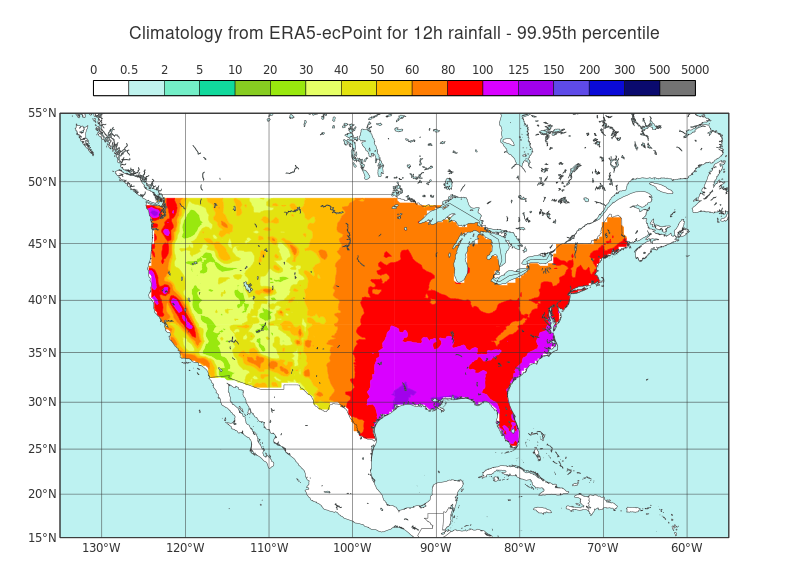 Climatology from ERA5-ecPoint for 12h rainfall - 99.95th percentile
0 0.5 2 5 10 20 30 40 50 60 80 100 125 150 200 300 500 5000
55°N
50°N
45°N
40°N
35°N
30°N
25°N
20°N
15°N
130°W 120°W 110°W 100°W 90°W 80°W 70°W 60°W